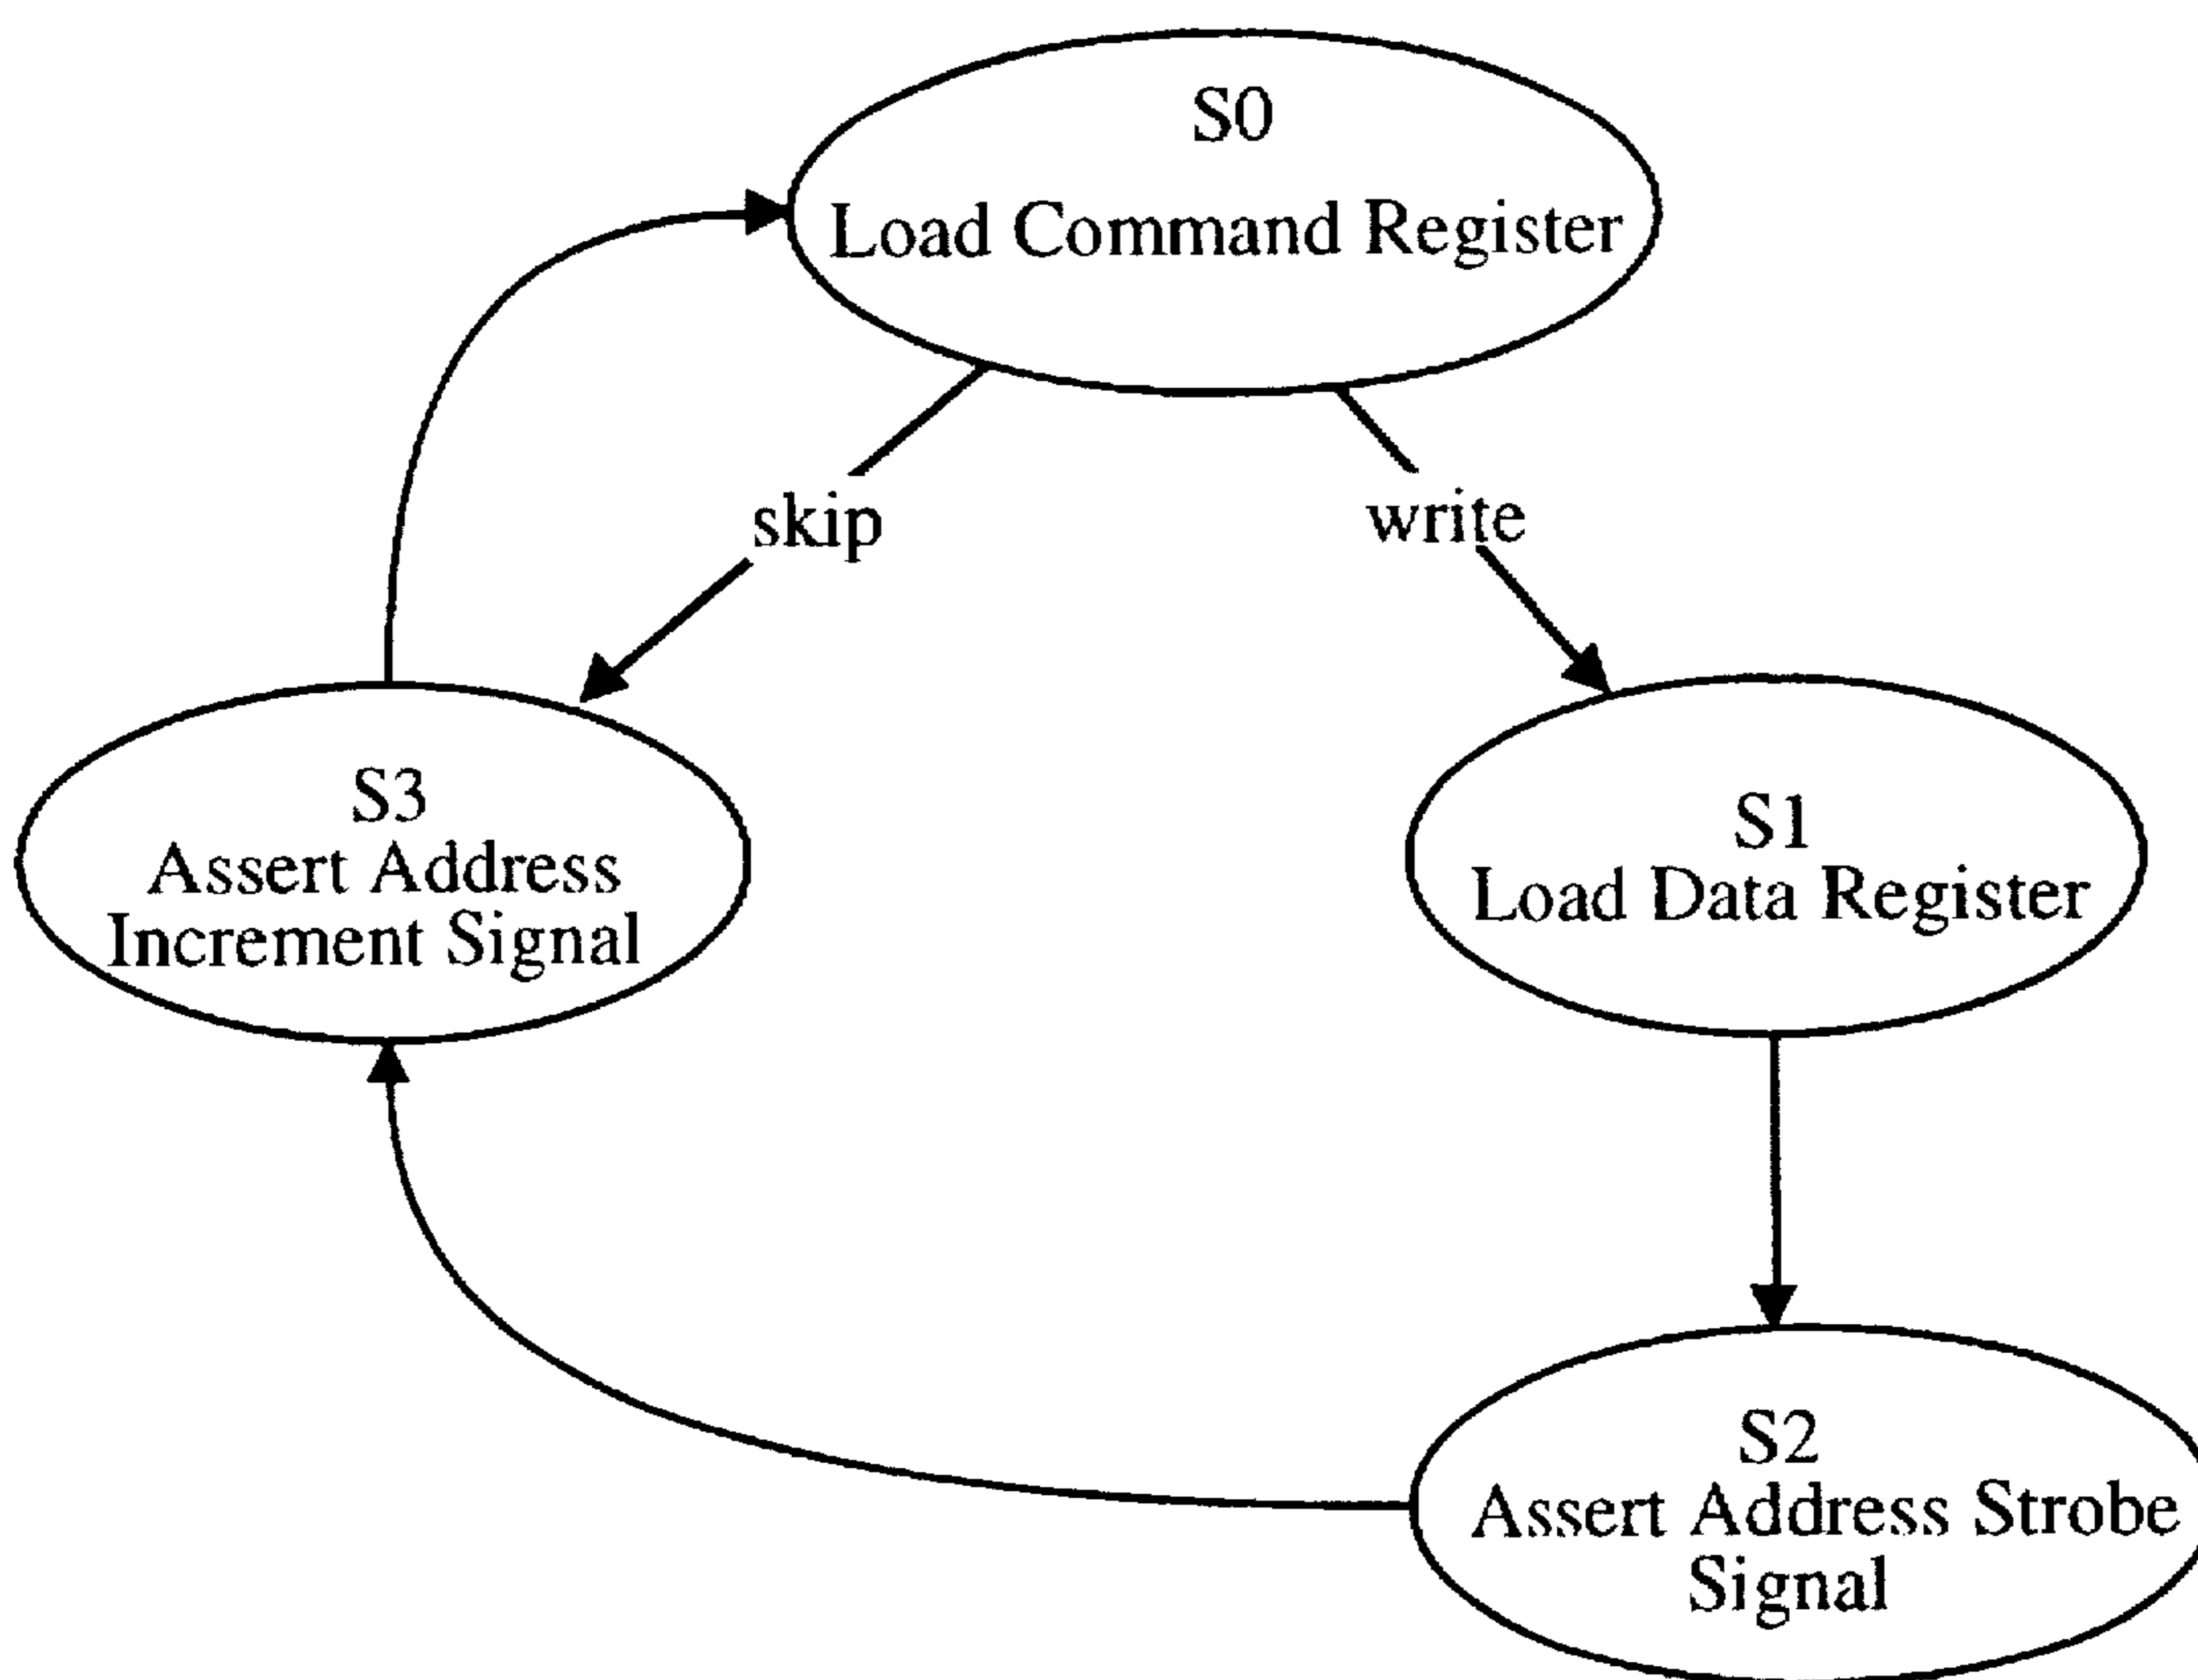 S0
Load Command Register
skip
write
S3
Assert Address
Increment Signal
S1
Load Data Register
S2
Assert Address Strobe
Signal